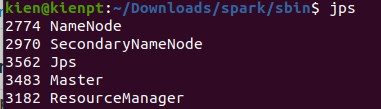 kien@kienpt:~/Downloads/spark/sbin$ jps
2774 NameNode
2970 SecondaryNameNode
3562 Jps
3483 Master
3182 ResourceManager